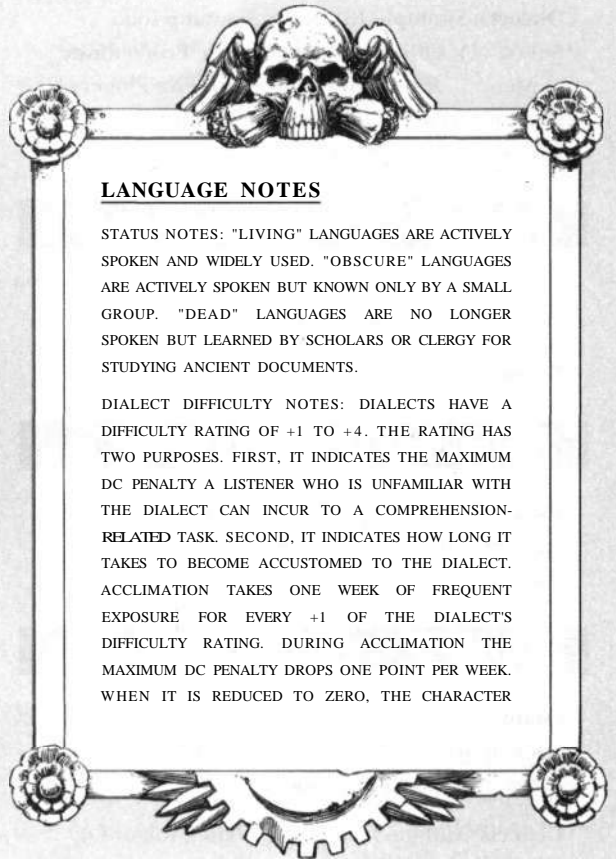 LANGUAGE NOTES
STATUS NOTES: "LIVING" LANGUAGES ARE ACTIVELY
SPOKEN AND WIDELY USED. "OBSCURE" LANGUAGES
ARE ACTIVELY SPOKEN BUT KNOWN ONLY BY A SMALL
GROUP. "DEAD" LANGUAGES ARE NO LONGER
SPOKEN BUT LEARNED BY SCHOLARS OR CLERGY FOR
STUDYING ANCIENT DOCUMENTS.
DIALECT DIFFICULTY NOTES: DIALECTS HAVE A
DIFFICULTY RATING OF +1 TO +4. THE RATING HAS
TWO PURPOSES. FIRST, IT INDICATES THE MAXIMUM
DC PENALTY A LISTENER WHO IS UNFAMILIAR WITH
THE DIALECT CAN INCUR TO A COMPREHENSION-
RELATED TASK. SECOND, IT INDICATES HOW LONG IT
TAKES TO BECOME ACCUSTOMED TO THE DIALECT.
ACCLIMATION TAKES ONE WEEK OF FREQUENT
EXPOSURE FOR EVERY +1 OF THE DIALECT'S
DIFFICULTY RATING. DURING ACCLIMATION THE
MAXIMUM DC PENALTY DROPS ONE POINT PER WEEK.
WHEN IT IS REDUCED TO ZERO, THE CHARACTER